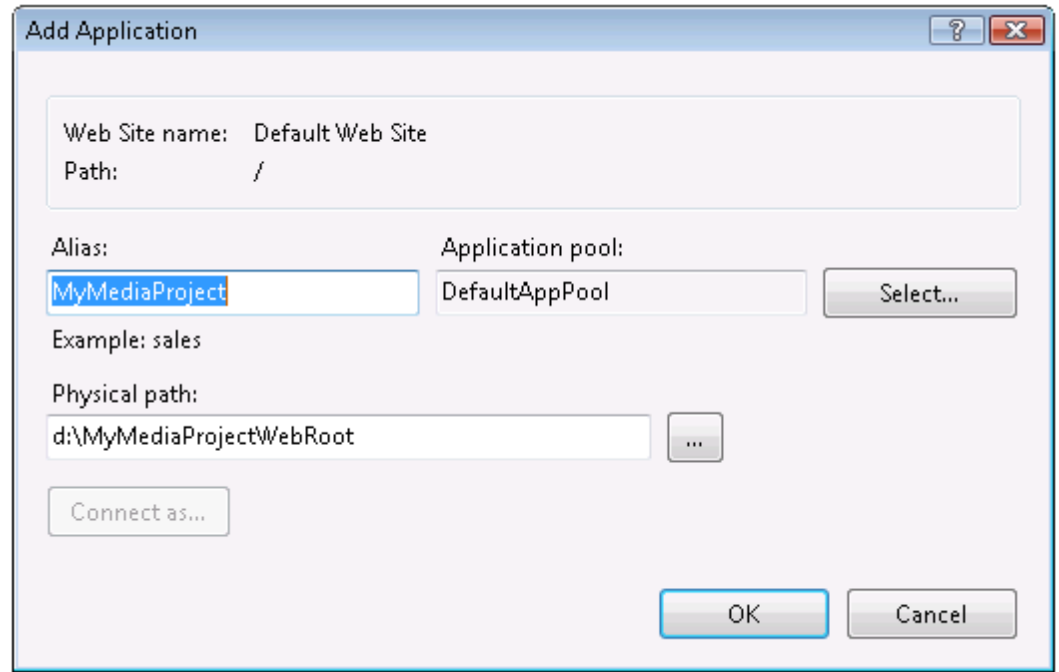 Add Application
Web Site name: Default Web Site
Path: /
Alias:
Application pool:
MyMediaProject
DefaultAppPool
Select...
Example: sales
Physical path:
d:\MyMediaProjectWebRoot
...
Connect as...
OK
Cancel